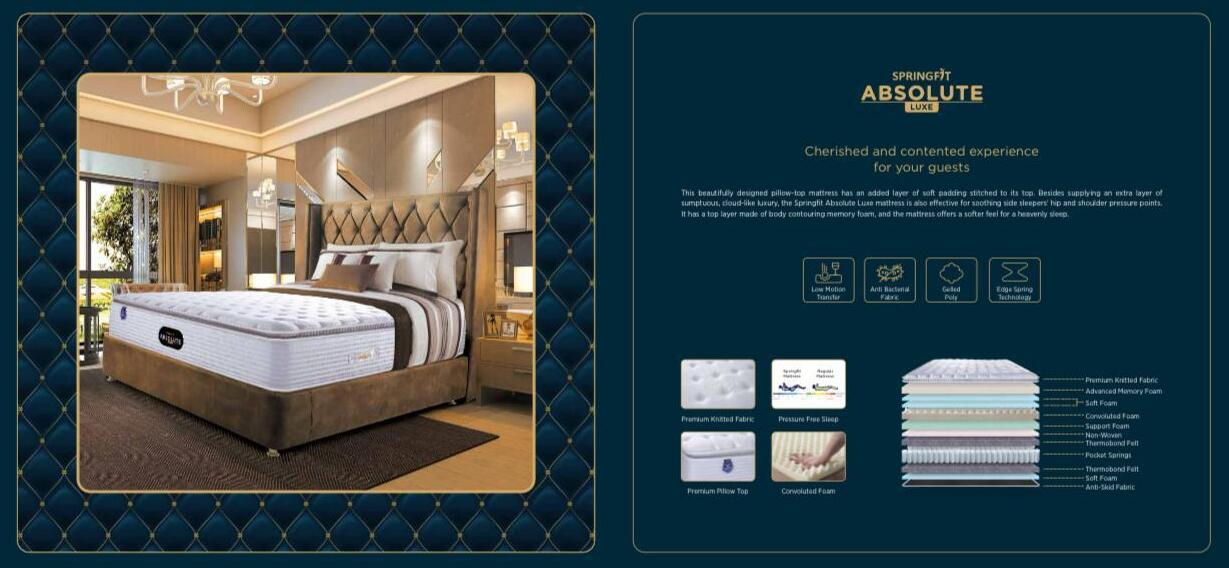 ABSOLUTE
SPRINGFIT
ABSOLUTE
LUXE
Cherished and contented experience
for your guests
This beautifully designed pillow-top mattress has an added layer of soft padding stitched to its top. Besides supplying an extra layer of
sumptuous, cloud-like luxury, the Springfit Absolute Luxe mattress is also effective for soothing side sleepers' hip and shoulder pressure points.
It has a top layer made of body contouring memory foam, and the mattress offers a softer feel for a heavenly sleep.
Low Motion
Transfer
Anti Bacterial
Fabric
Gelled
Poly
Edge Spring
Technology
Springfit
Mattress
Regular
Mattress
Premium Knitted Fabric
Pressure Free Sleep
Premium Pillow Top
Convoluted Foam
Premium Knitted Fabric
Advanced Memory Foam
Soft Foam
Convoluted Foam
Support Foam
Non-Woven
Thermobond Felt
Pocket Springs
Thermobond Felt
Soft Foam
Anti-Skid Fabric